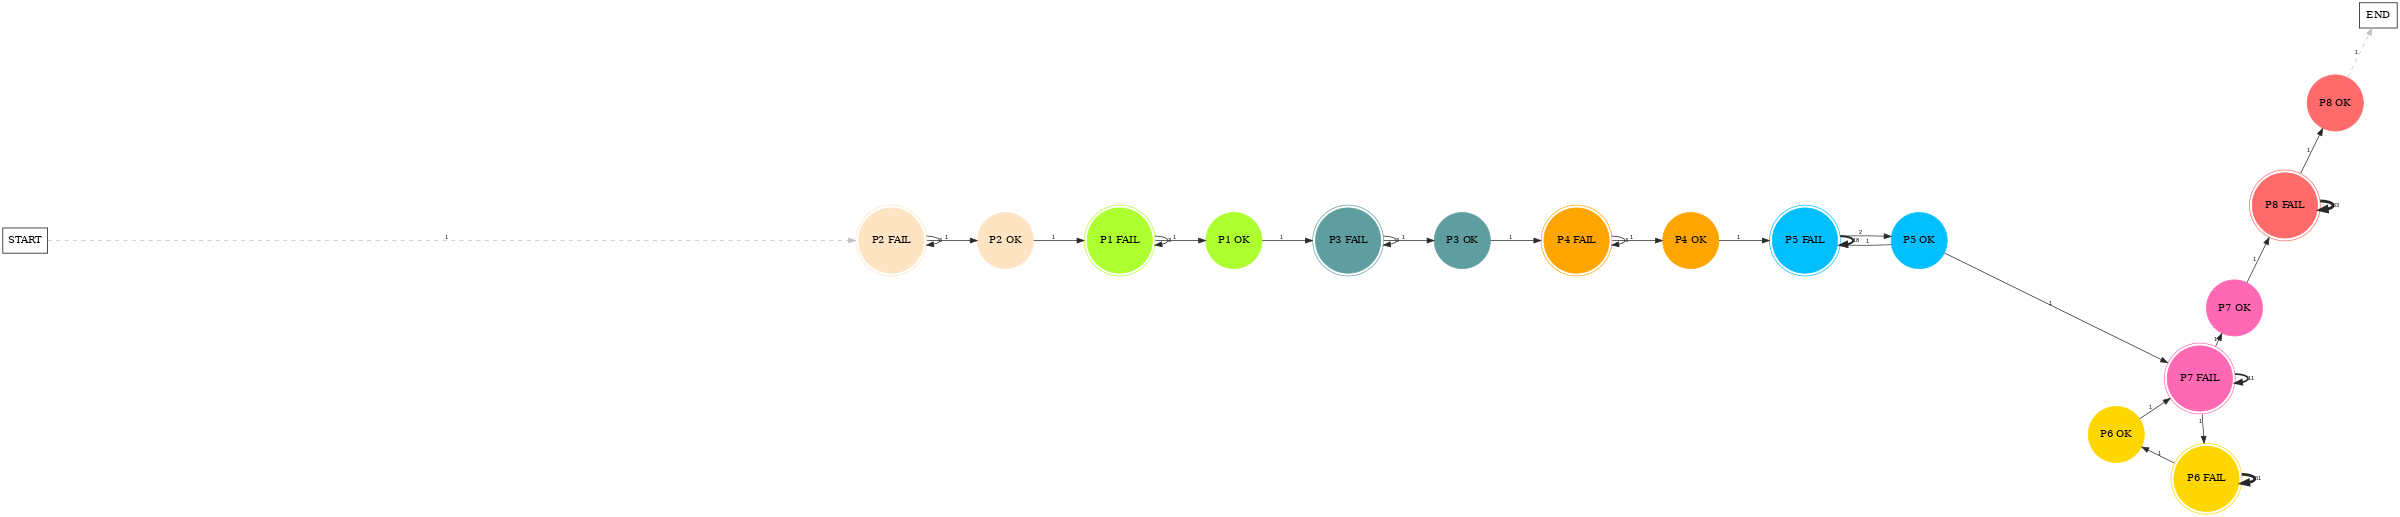 END
1
P8 OK
1
P8 FAIL
START
1
P2 FAIL
1
P2 OK
1
P1 FAIL
1
P1 OK
1
P3 FAIL
1
P3 OK
1
P4 FAIL
1
P4 OK
1
P5 FAIL
18
2
1
P5 OK
1
1
P7 OK
1
P7 FAIL
11
1
P6 OK
1
1
P6 FAIL